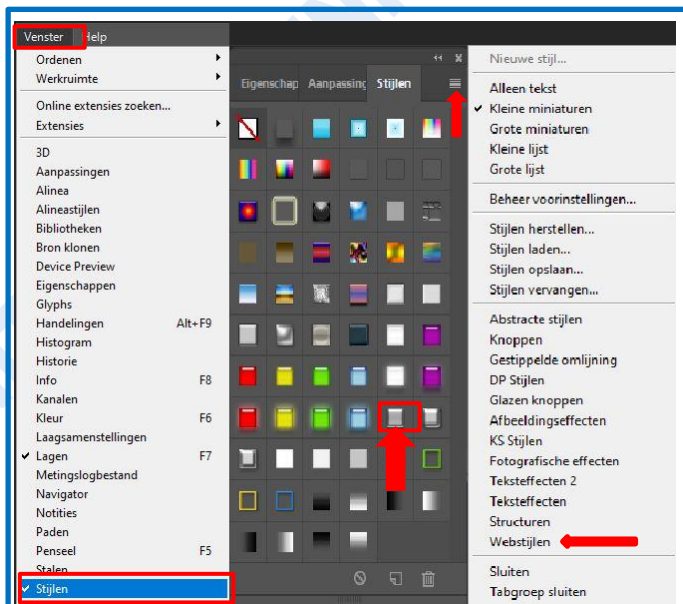 Venster Help
Ordenen
Werkruimte
Online extensies zoeken...
Extensies
3D
Aanpassingen
Alinea
Alineastijlen
Bibliotheken
Bron klonen
Device Preview
Eigenschappen
Glyphs
Handelingen Alt+F9
Histogram
Historie
Info F8
Kanalen
Kleur F6
Laagsamenstellingen
Lagen F7
Metingslogbestand
Navigator
Notities
Paden
Penseel F5
Stalen
Stijlen
Eigenschap Aanpassing Stijlen
Nieuwe stijl...
Alleen tekst
Kleine miniaturen
Grote miniaturen
Kleine lijst
Grote lijst
Beheer voorinstellingen...
Stijlen herstellen...
Stijlen laden...
Stijlen opslaan...
Stijlen vervangen...
Abstracte stijlen
Knoppen
Gestippelde omlijning
DP Stijlen
Glazen knoppen
Afbeeldingseffecten
KS Stijlen
Fotografische effecten
Teksteffecten 2
Teksteffecten
Structuren
Webstijlen
Sluiten
Tabgroep sluiten